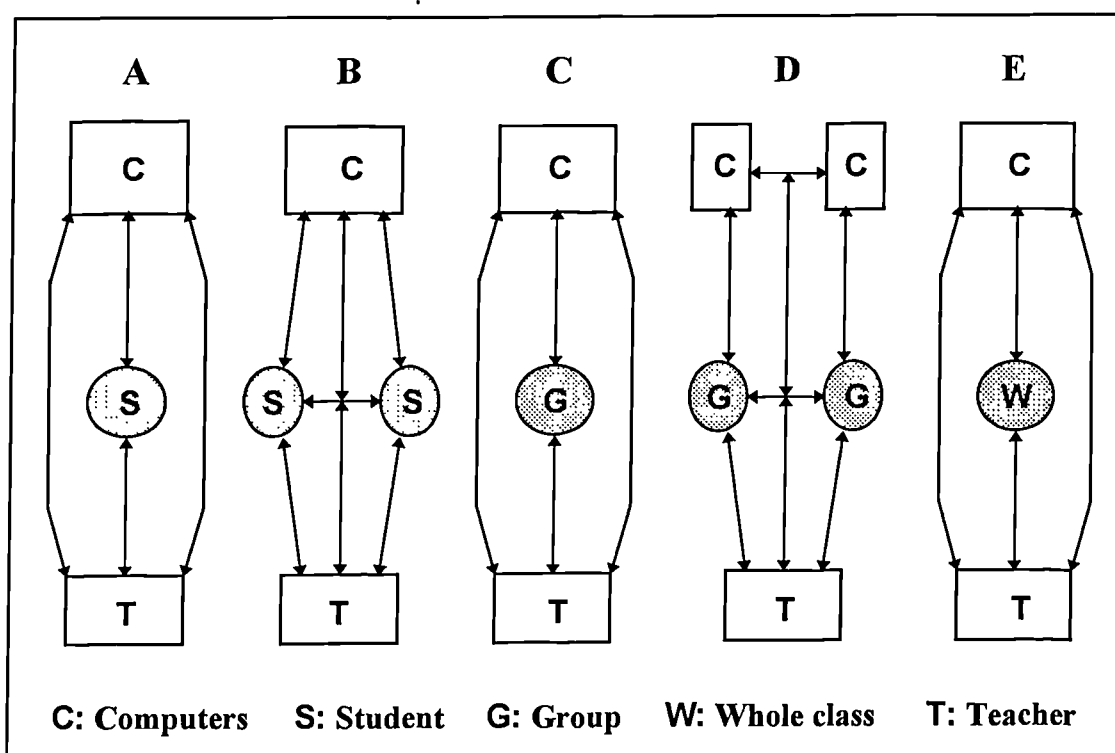 A B C D E
C C C C C C
S S S G G G W
T T T T T
C: Computers S: Student G: Group W: Whole class T: Teacher